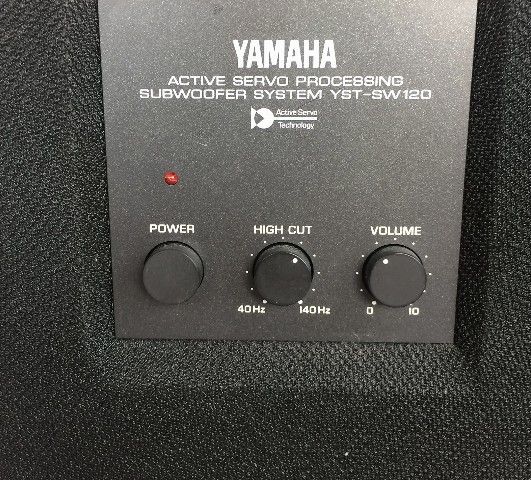 YAMAHA
ACTIVE SERVO PROCESSING
SUBWOOFER SYSTEM YST-SW120
Active Servo
Technology
POWER HIGH CUT VOLUME
40Hz 140Hz 0 10